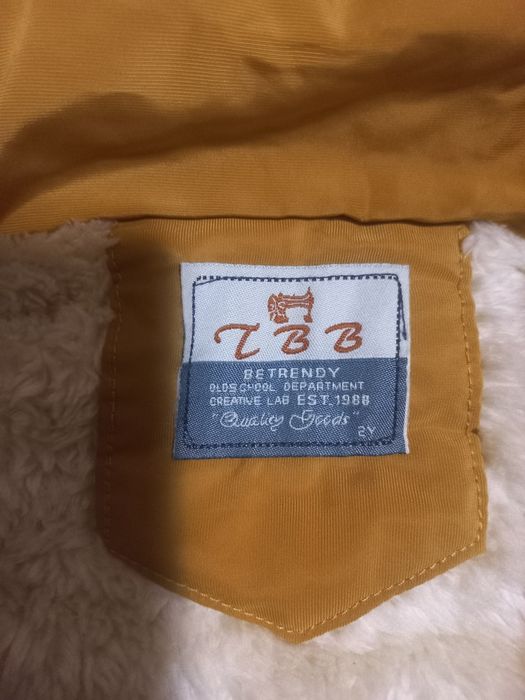 TBB
BETRENDY
OLDSCHOOL DEPARTMENT
CREATIVE LAB EST.1988
"Quality Goods"
2Y